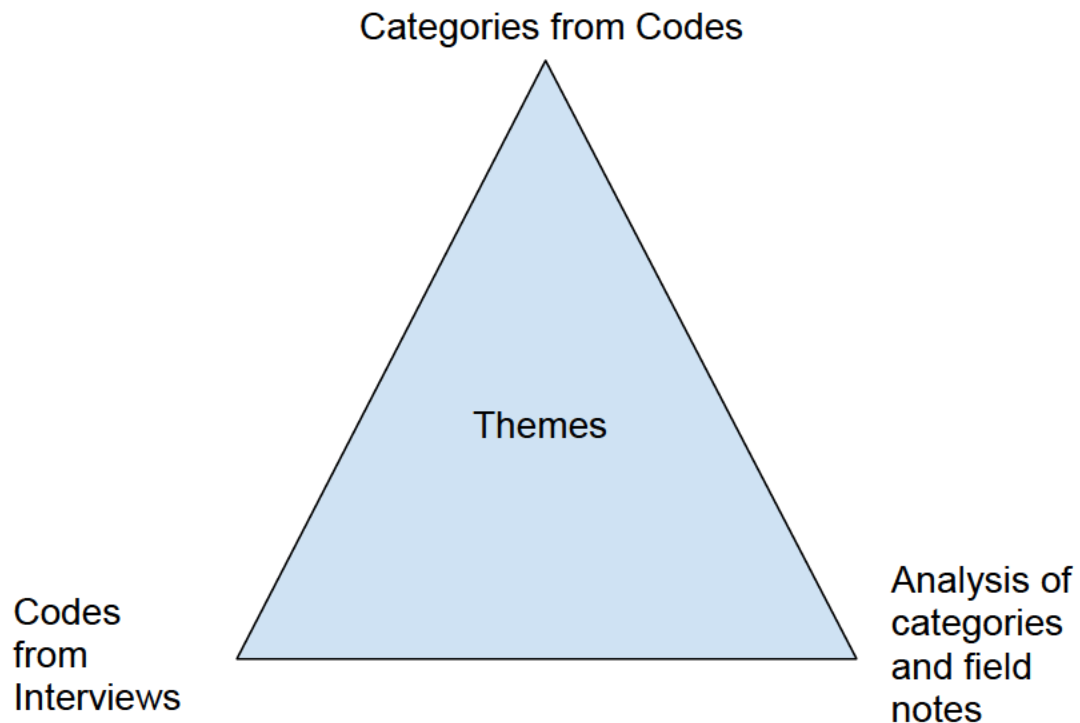 Categories from Codes
Themes
Codes
from
Interviews
Analysis of
categories
and field
notes